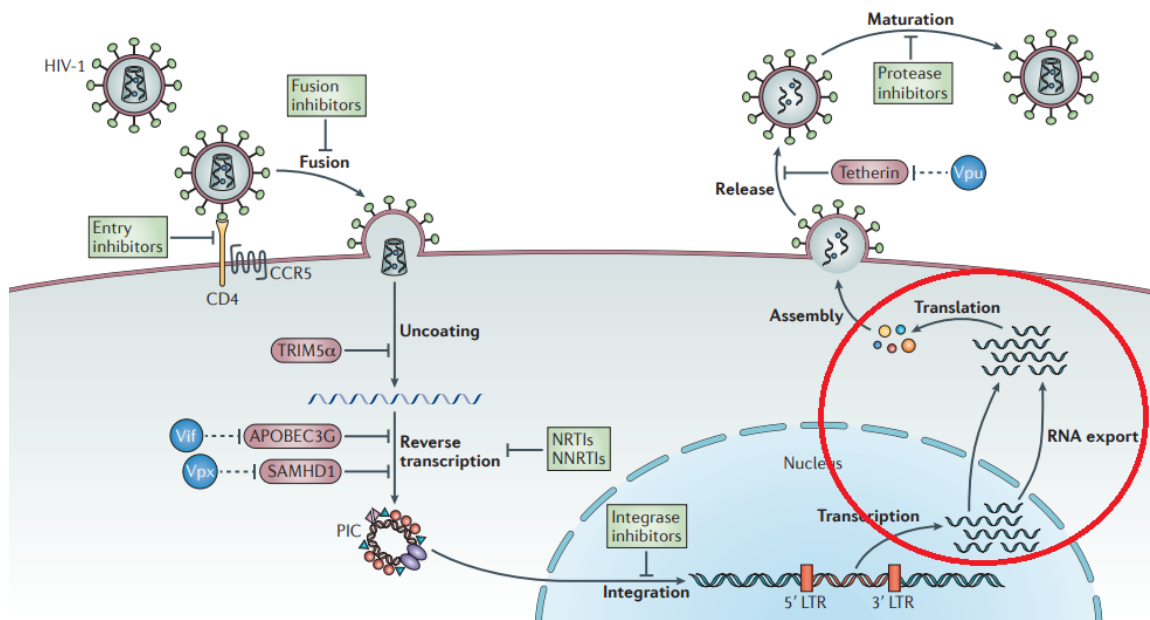 HIV-1
Fusion
inhibitors
Fusion
Entry
inhibitors
CCR5
CD4
Uncoating
TRIM5α
Vif
APOBEC3G
Vpx
SAMHD1
Reverse
transcription
NRTIs
NNRTIs
PIC
Integrase
inhibitors
Integration
5′ LTR
3′ LTR
Nucleus
Transcription
RNA export
Translation
Assembly
Release
Tetherin
Vpu
Maturation
Protease
inhibitors